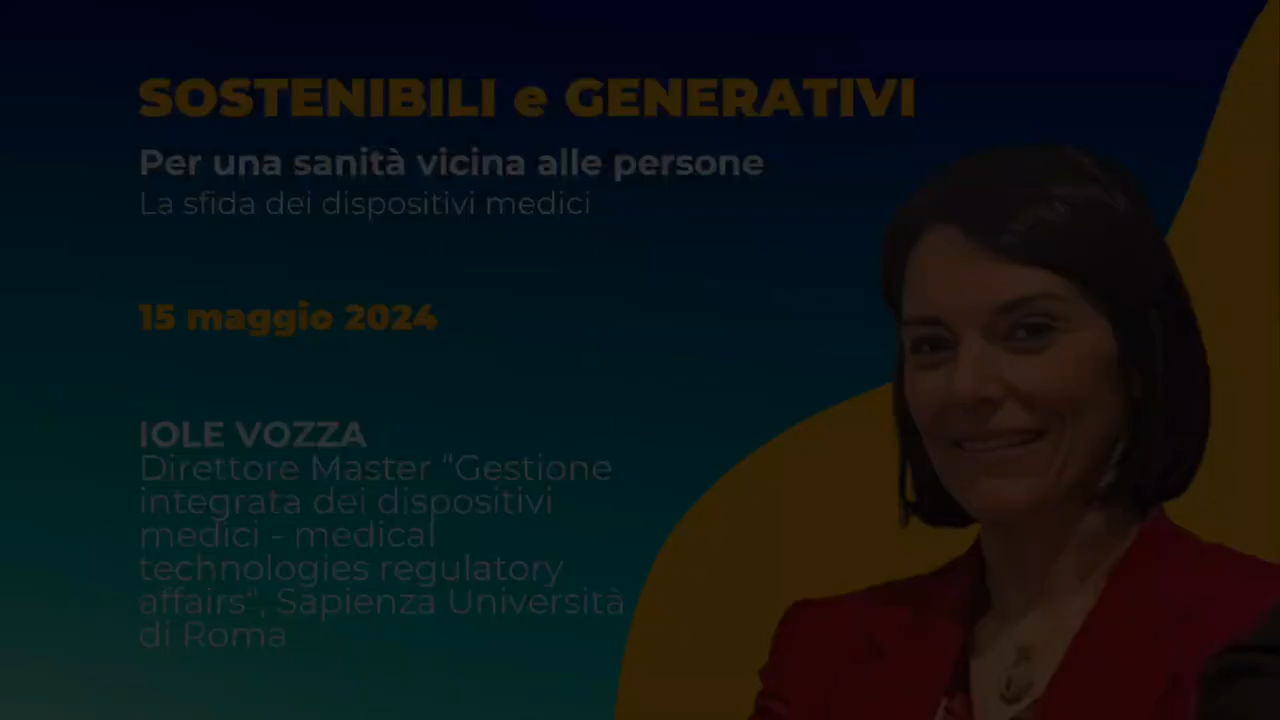 SOSTENIBILI e GENERATIVI
Per una sanità vicina alle persone
La sfida dei dispositivi medici
15 maggio 2024
IOLE VOZZA
Direttore Master “Gestione
integrata dei dispositivi
medici - medical
technologies regulatory
affairs”, Sapienza Università
di Roma